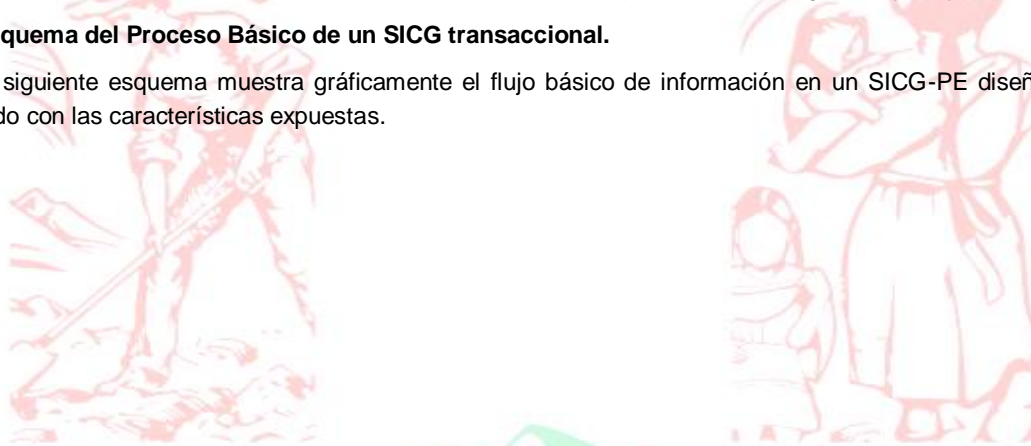 quema del Proceso Básico de un SICG transaccional.
siguiente esquema muestra gráficamente el flujo básico de información en un SICG-PE diseñ
do con las características expuestas.